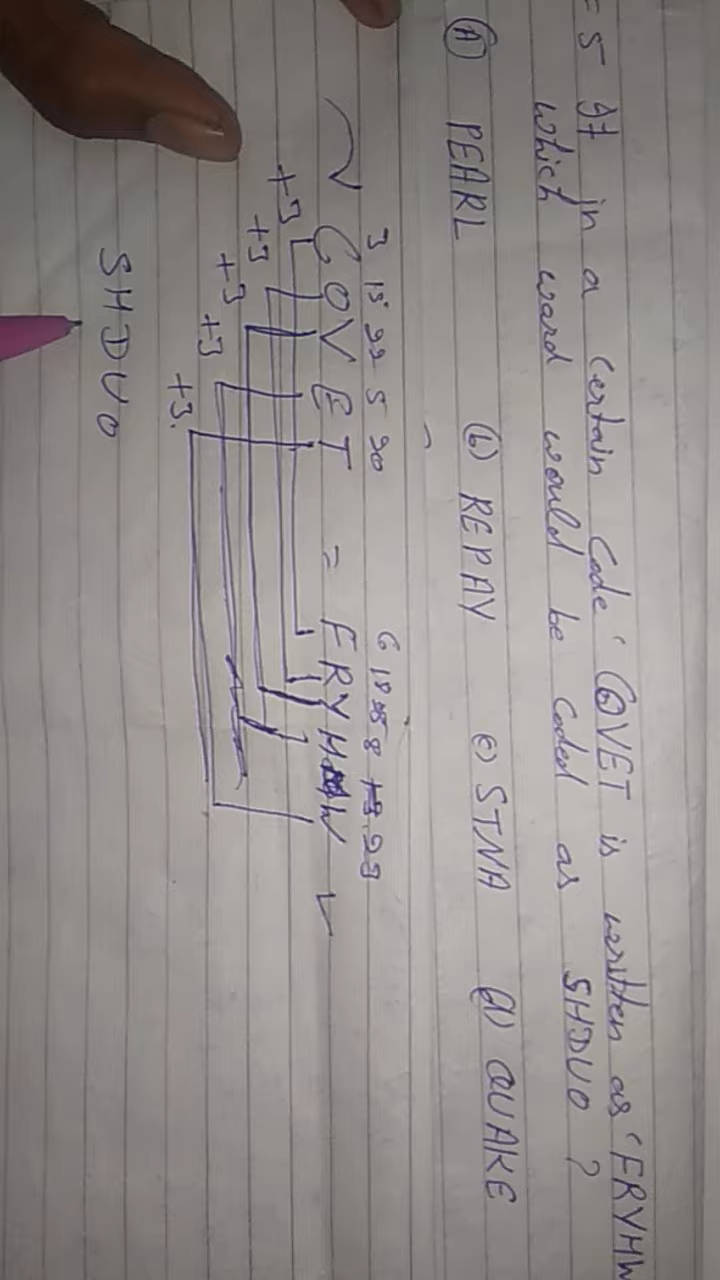 = 5 If in a certain Code 'COVET is written as 'FRYHW
which word would be coded as SHDUO ?
(A) PEARL (b) REPAY c) STNA (d) QUAKE
3 15 22 5 20 6 18 25 8 23
COVET = FRYHW
+3
+3
+3
+3
+3.
SHDUO